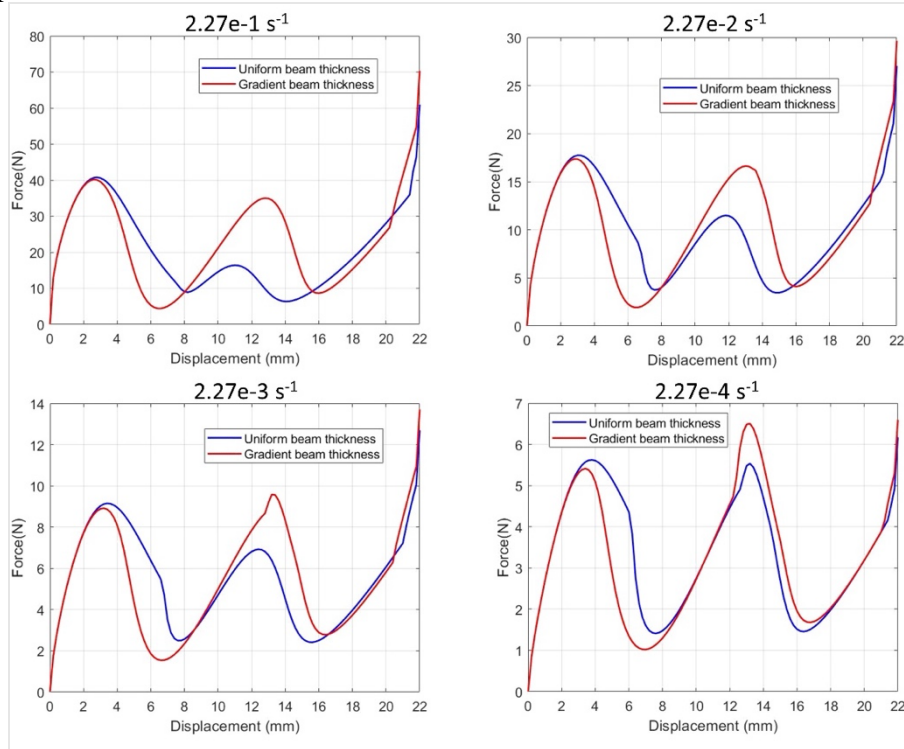 2.27e-1 s-1
80
70
60
50
40
30
20
10
0
Force(N)
Uniform beam thickness
Gradient beam thickness
0 2 4 6 8 10 12 14 16 18 20 22
Displacement (mm)
2.27e-2 s-1
30
25
20
15
10
5
0
Force(N)
Uniform beam thickness
Gradient beam thickness
0 2 4 6 8 10 12 14 16 18 20 22
Displacement (mm)
2.27e-3 s-1
14
12
10
8
6
4
2
0
Force(N)
Uniform beam thickness
Gradient beam thickness
0 2 4 6 8 10 12 14 16 18 20 22
Displacement (mm)
2.27e-4 s-1
7
6
5
4
3
2
1
0
Force(N)
Uniform beam thickness
Gradient beam thickness
0 2 4 6 8 10 12 14 16 18 20 22
Displacement (mm)